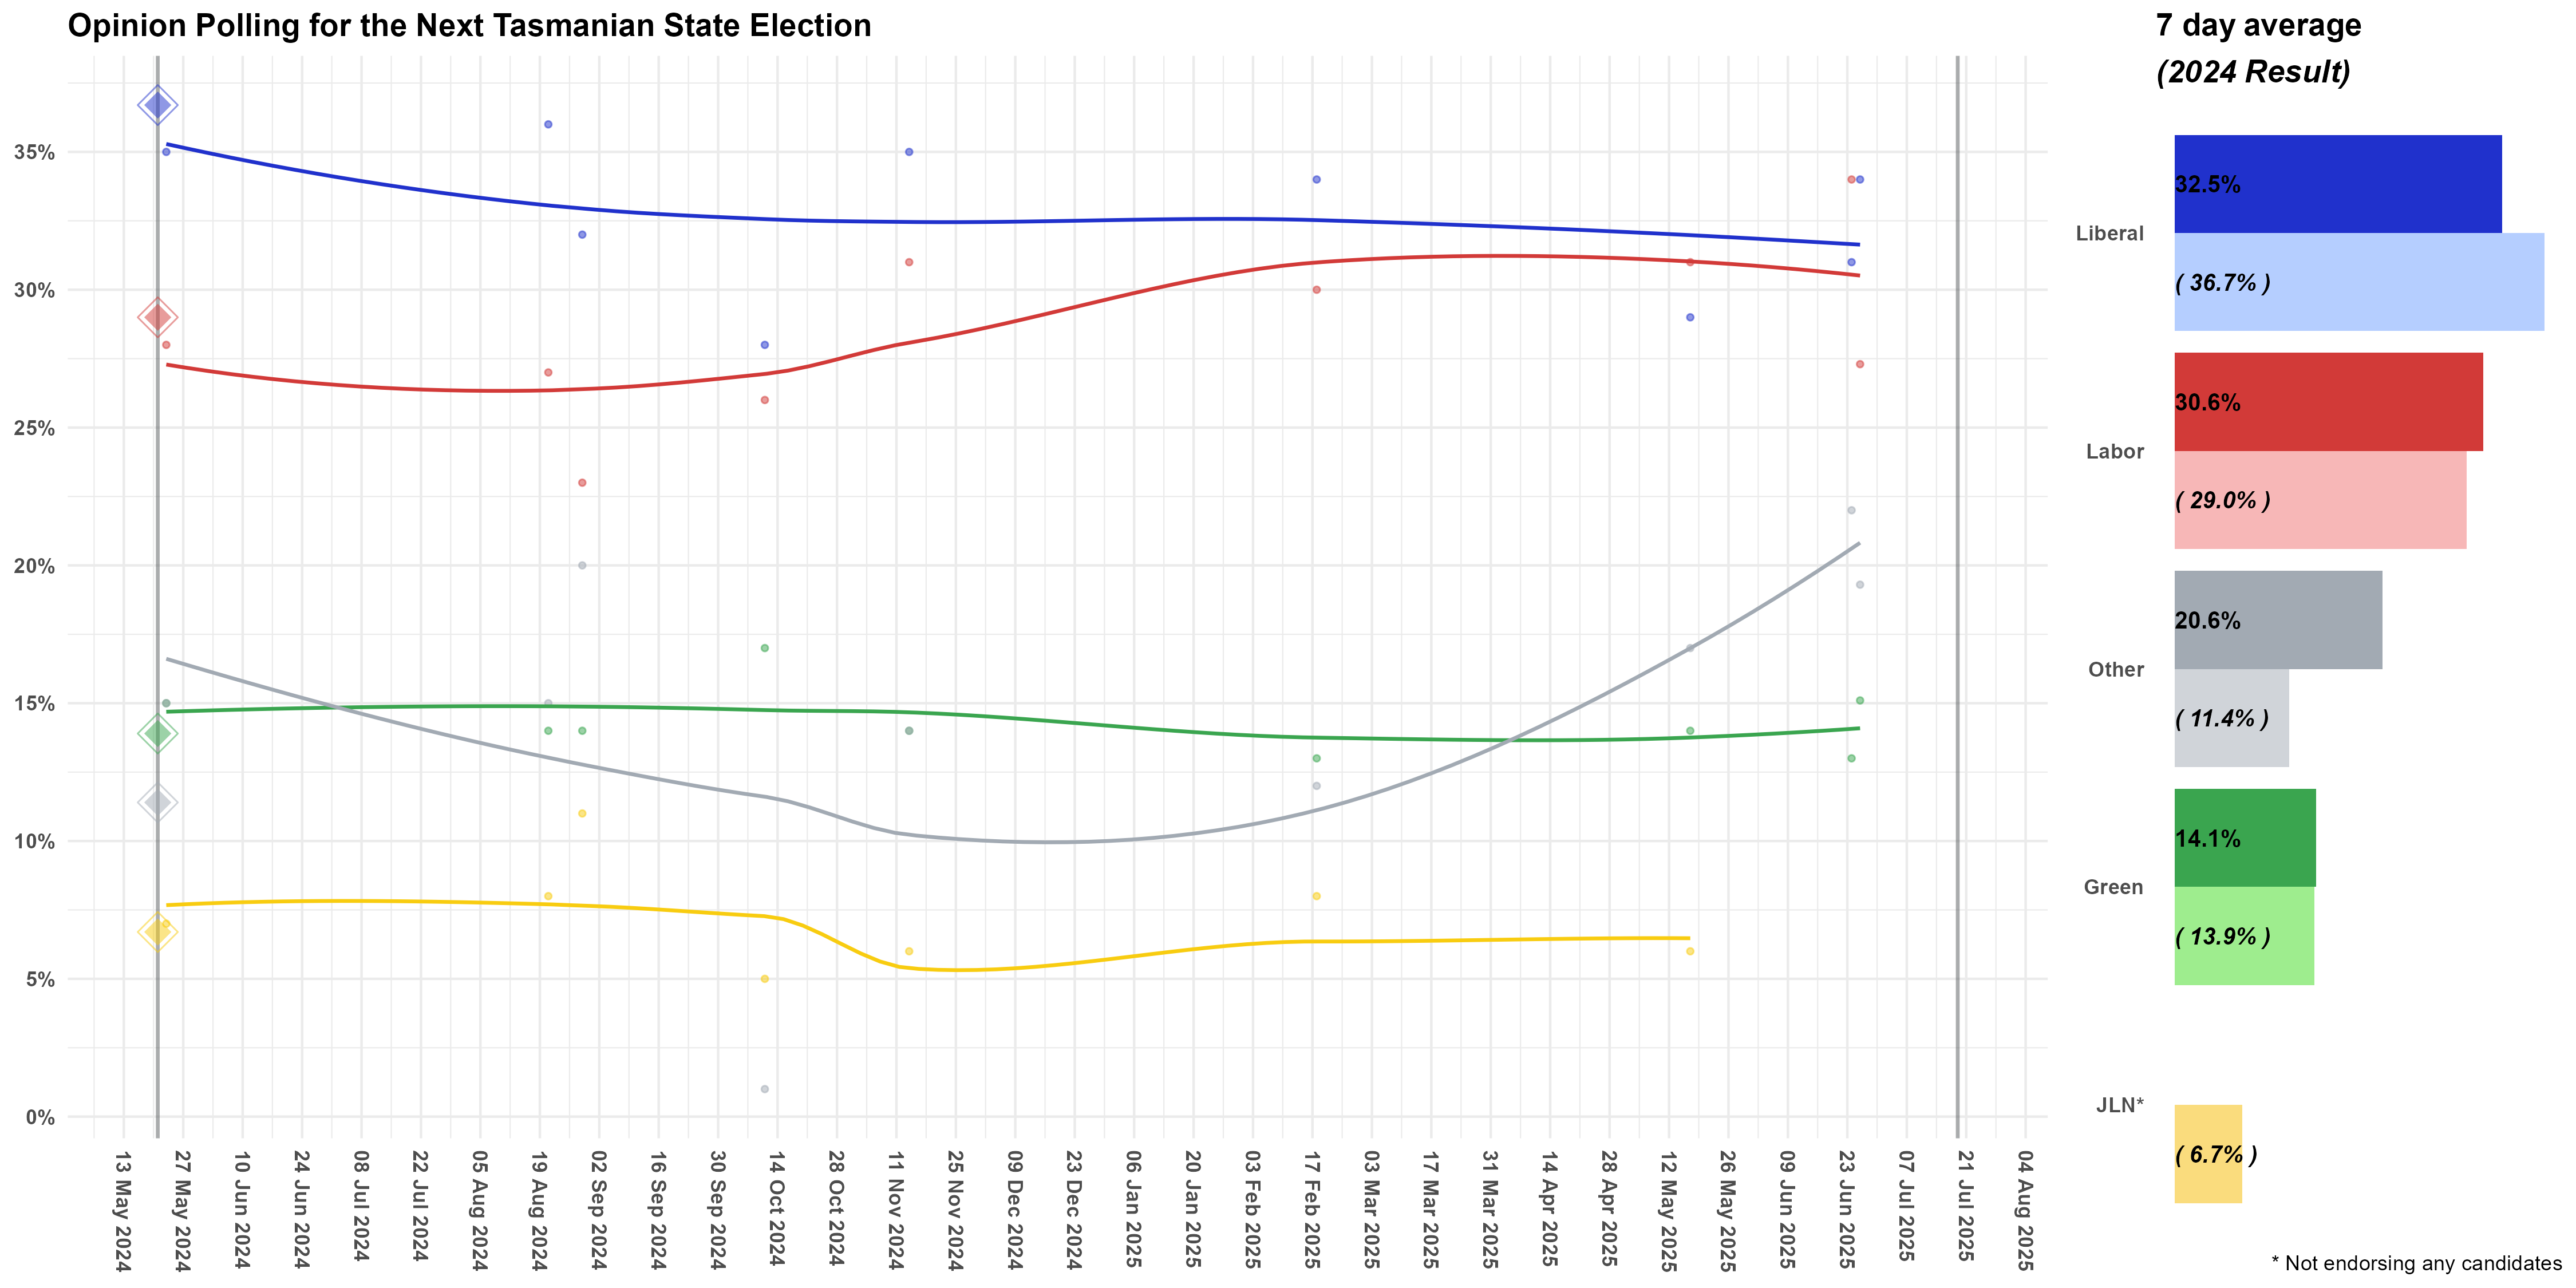 Opinion Polling for the Next Tasmanian State Election
35%
30%
25%
20%
15%
10%
5%
0%
13 May 2024
27 May 2024
10 Jun 2024
24 Jun 2024
08 Jul 2024
22 Jul 2024
05 Aug 2024
19 Aug 2024
02 Sep 2024
16 Sep 2024
30 Sep 2024
14 Oct 2024
28 Oct 2024
11 Nov 2024
25 Nov 2024
09 Dec 2024
23 Dec 2024
06 Jan 2025
20 Jan 2025
03 Feb 2025
17 Feb 2025
03 Mar 2025
17 Mar 2025
31 Mar 2025
14 Apr 2025
28 Apr 2025
12 May 2025
26 May 2025
09 Jun 2025
23 Jun 2025
07 Jul 2025
21 Jul 2025
04 Aug 2025
7 day average
(2024 Result)
Liberal
32.5%
( 36.7% )
Labor
30.6%
( 29.0% )
Other
20.6%
( 11.4% )
Green
14.1%
( 13.9% )
JLN*
( 6.7% )
* Not endorsing any candidates